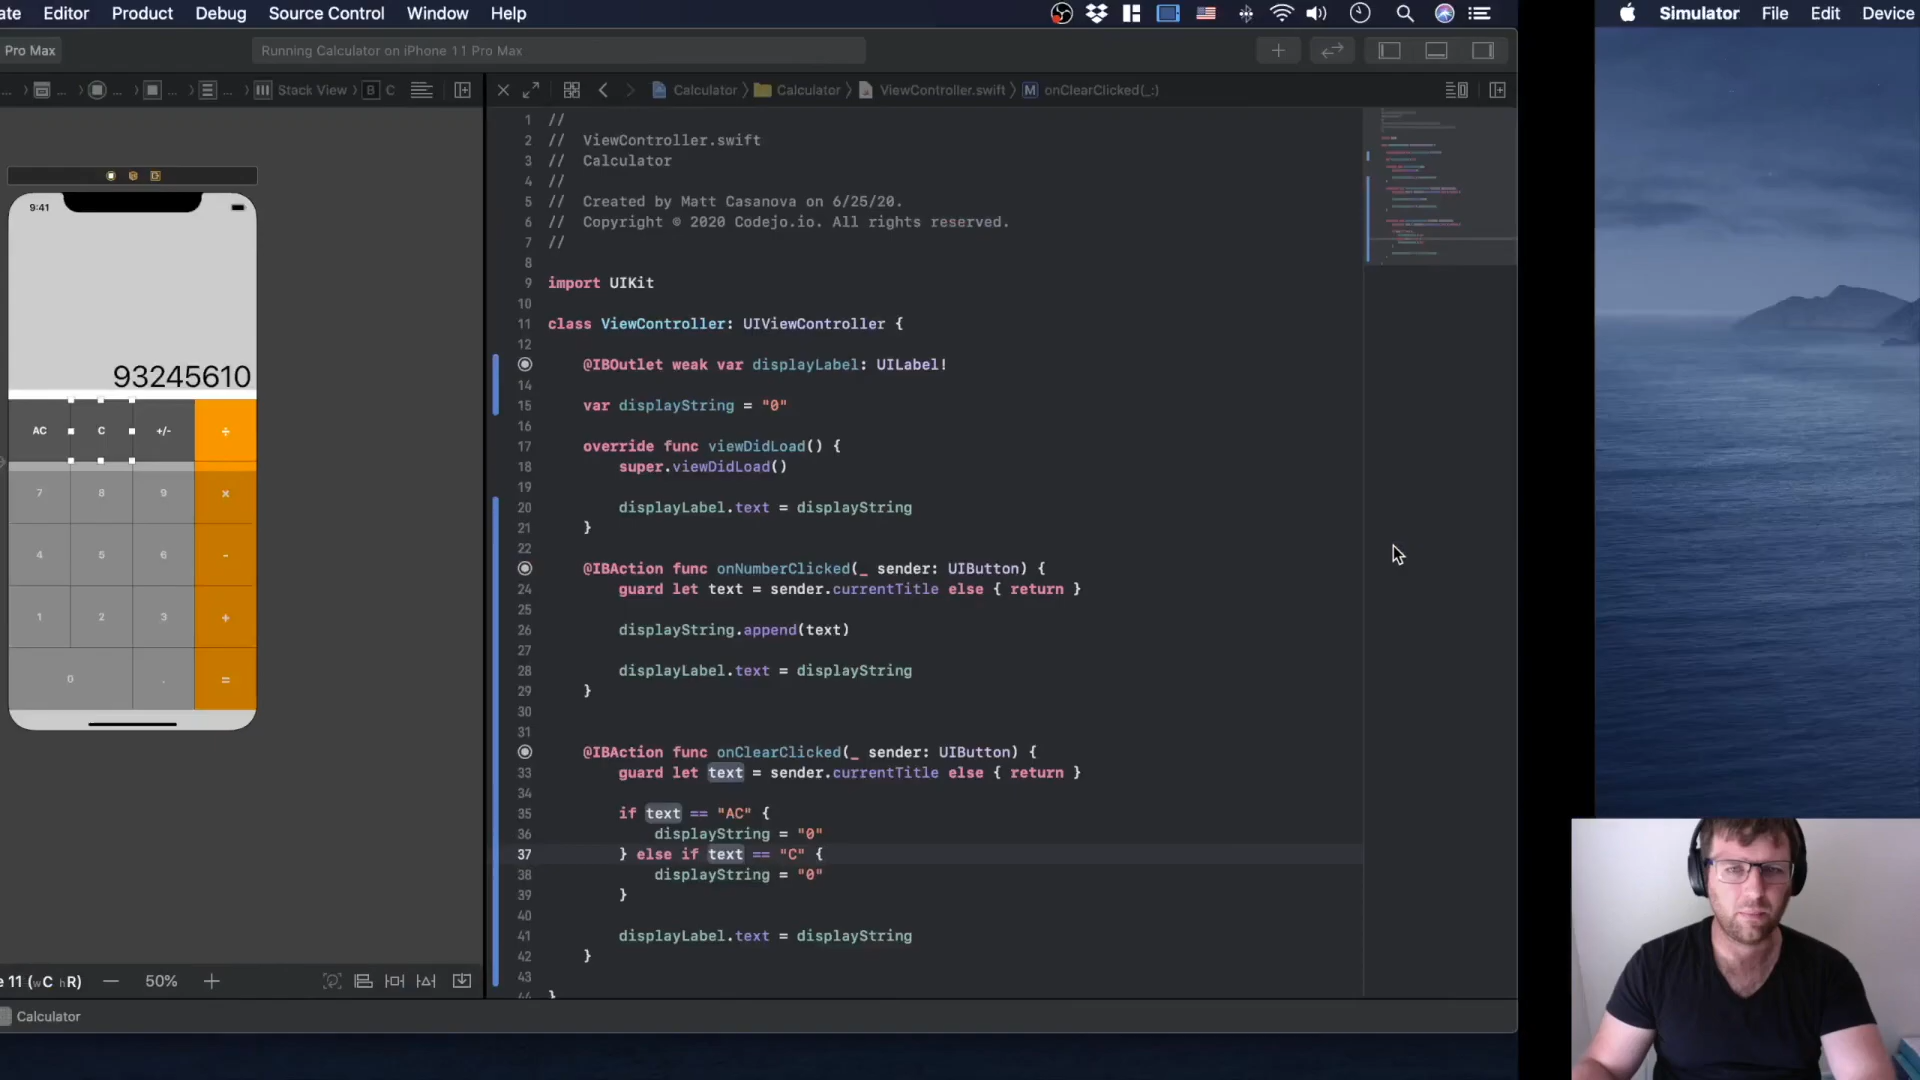 ate Editor Product Debug Source Control Window Help
Simulator File Edit Device
Pro Max
Running Calculator on iPhone 11 Pro Max
... ... ... ... Stack View B C
Calculator Calculator ViewController.swift M onClearClicked(_:)
9:41
93245610
AC C +/- ÷
7 8 9 x
4 5 6 -
1 2 3 +
0 . =
1 //
2 //  ViewController.swift
3 //  Calculator
4 //
5 //  Created by Matt Casanova on 6/25/20.
6 //  Copyright © 2020 Codejo.io. All rights reserved.
7 //
8
9 import UIKit
10
11 class ViewController: UIViewController {
12
@IBOutlet weak var displayLabel: UILabel!
14
15 var displayString = "0"
16
17 override func viewDidLoad() {
18 super.viewDidLoad()
19
20 displayLabel.text = displayString
21 }
22
@IBAction func onNumberClicked(_ sender: UIButton) {
24 guard let text = sender.currentTitle else { return }
25
26 displayString.append(text)
27
28 displayLabel.text = displayString
29 }
30
31
@IBAction func onClearClicked(_ sender: UIButton) {
33 guard let text = sender.currentTitle else { return }
34
35 if text == "AC" {
36 displayString = "0"
37 } else if text == "C" {
38 displayString = "0"
39 }
40
41 displayLabel.text = displayString
42 }
43
44 }
e 11 (wC hR) — 50% +
Calculator